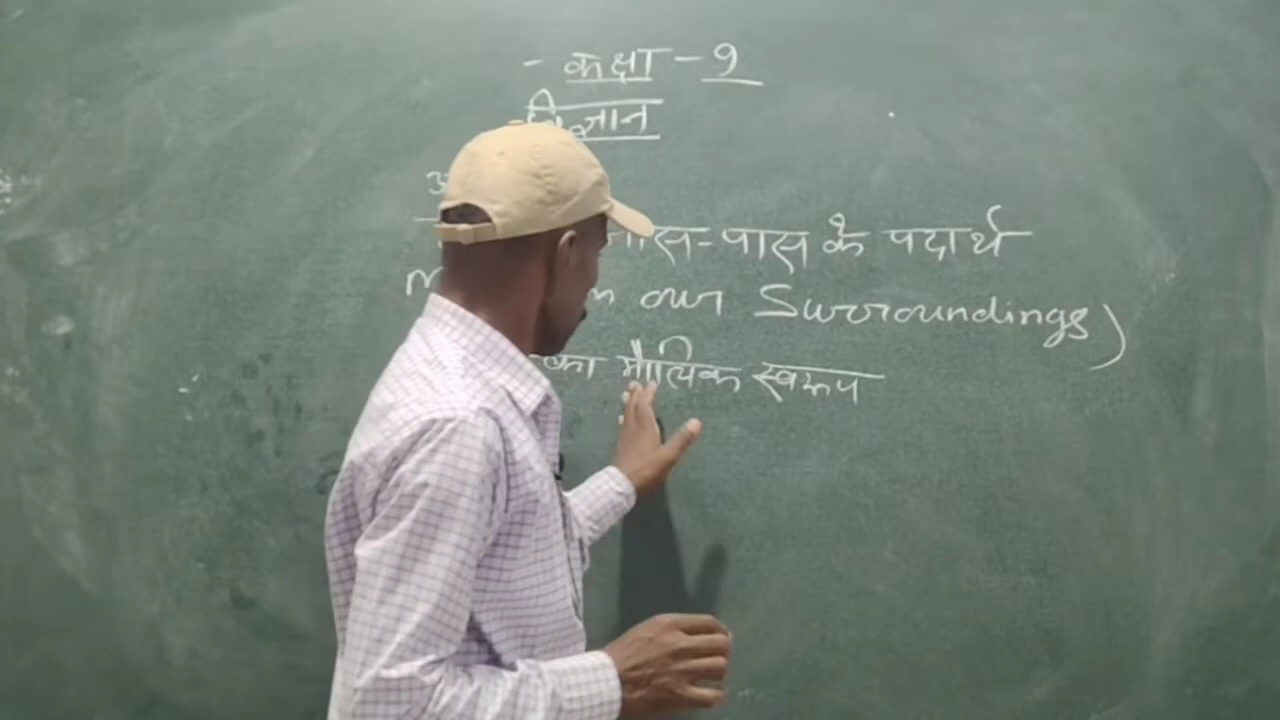 - कक्षा - 9
विज्ञान
के पदार्थ
our Surroundings)
का मौलिक स्वरूप